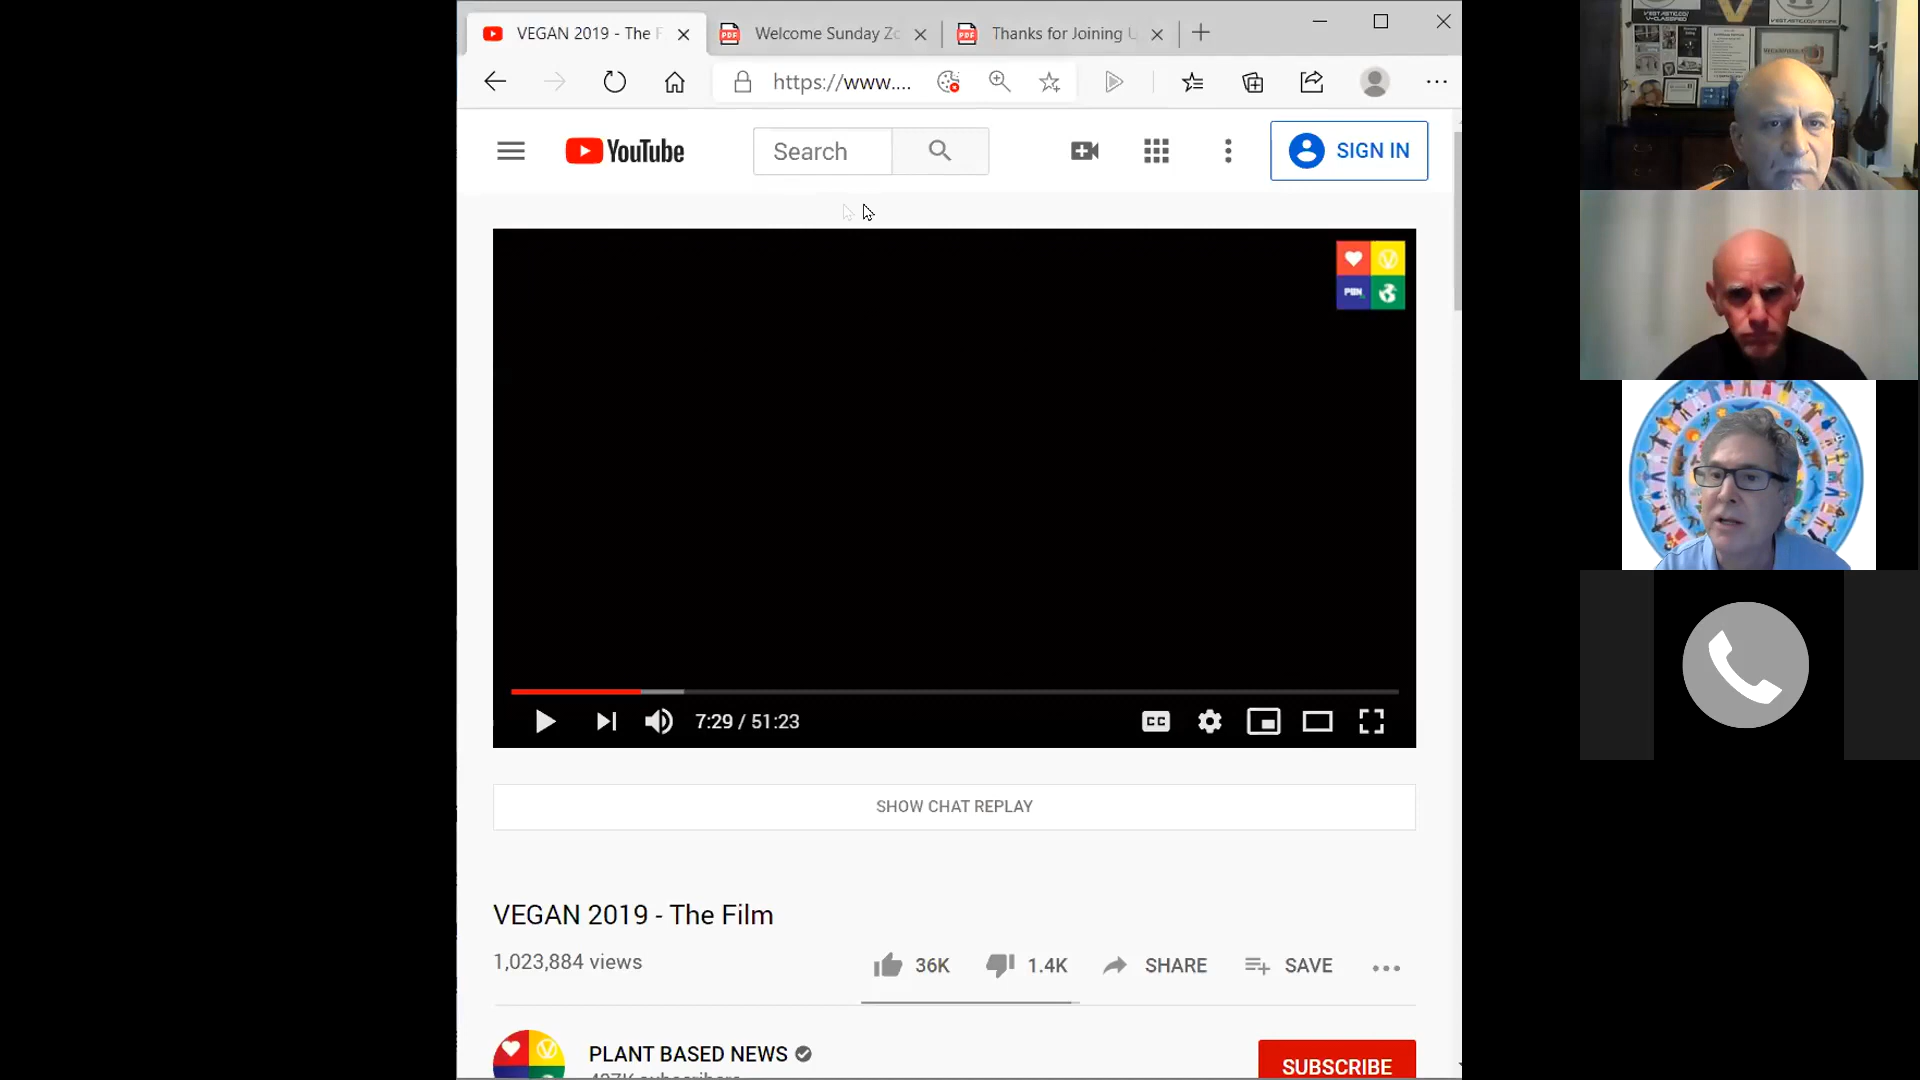 VEGAN 2019 - The F
Welcome Sunday Zo
Thanks for Joining U
https://www....
YouTube
Search
SIGN IN
PBN
7:29 / 51:23
CC
SHOW CHAT REPLAY
VEGAN 2019 - The Film
1,023,884 views
36K
1.4K
SHARE
SAVE
PLANT BASED NEWS
SUBSCRIBE